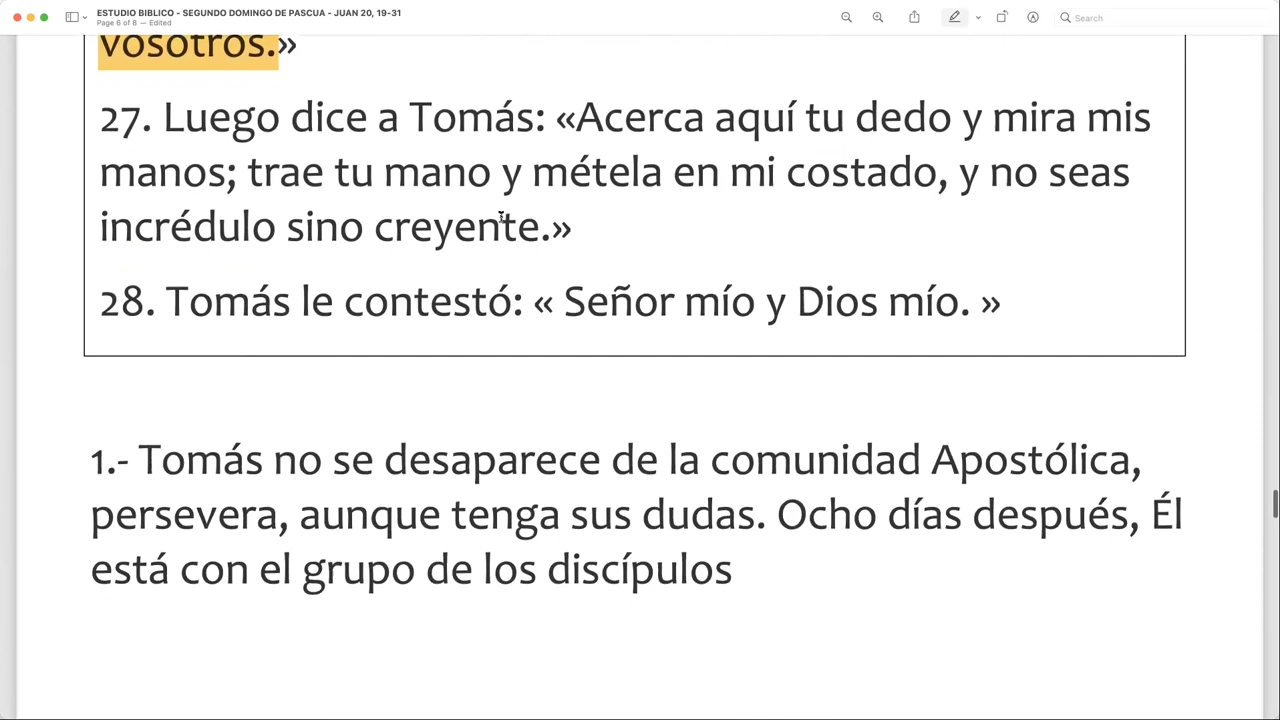 ESTUDIO BIBLICO - SEGUNDO DOMINGO DE PASCUA - JUAN 20, 19-31
Page 6 of 8 — Edited
Search
vosotros.»
27. Luego dice a Tomás: «Acerca aquí tu dedo y mira mis
manos; trae tu mano y métela en mi costado, y no seas
incrédulo sino creyente.»
28. Tomás le contestó: « Señor mío y Dios mío. »
1.- Tomás no se desaparece de la comunidad Apostólica,
persevera, aunque tenga sus dudas. Ocho días después, Él
está con el grupo de los discípulos